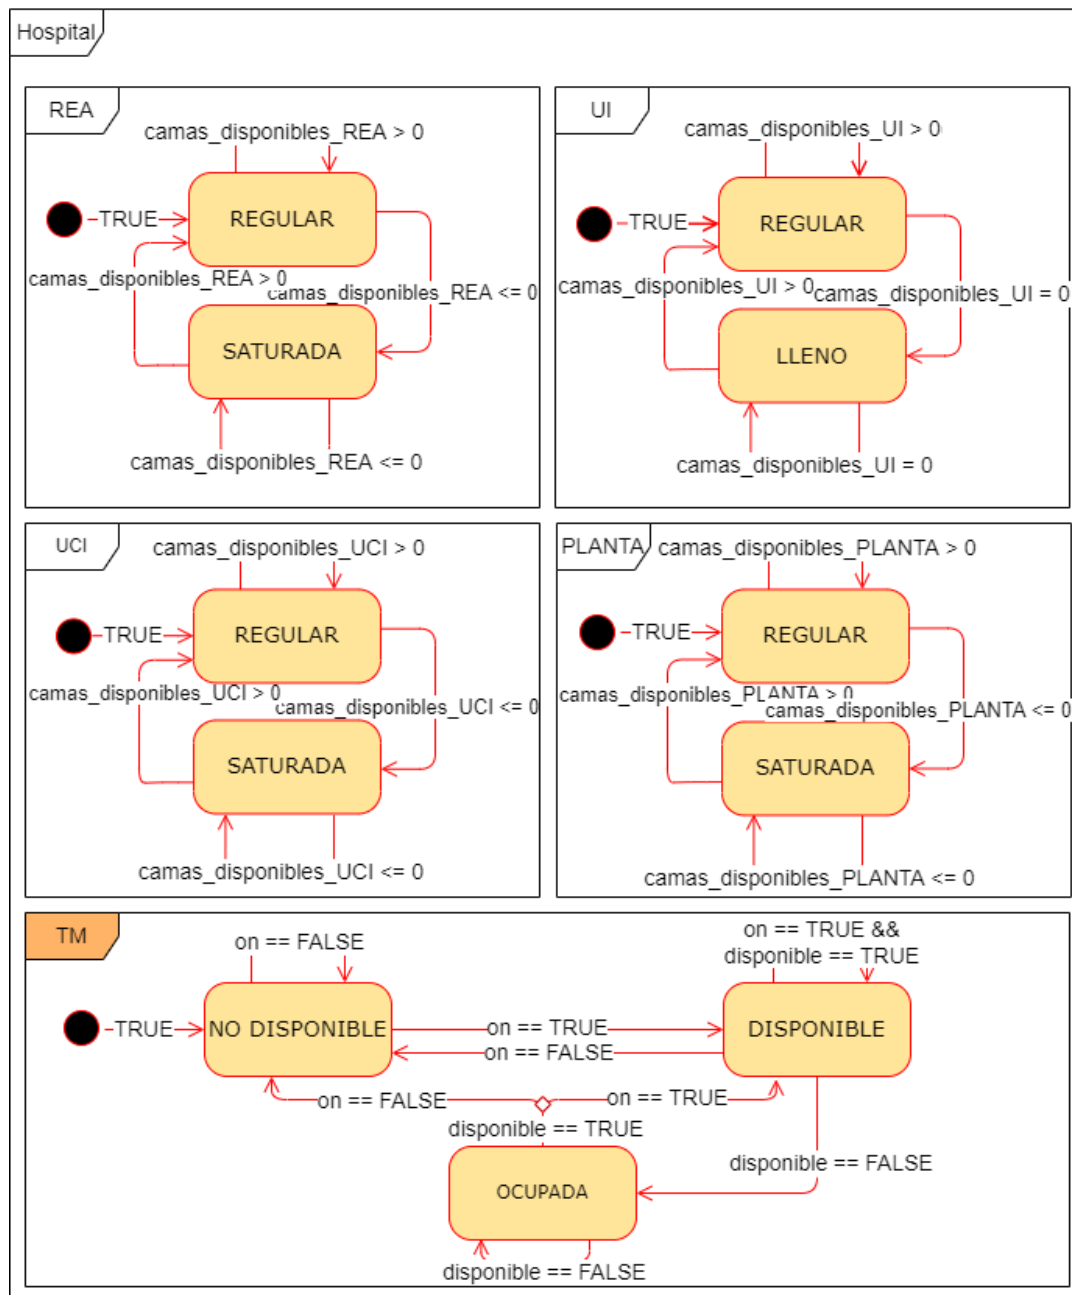 Hospital
REA
camas_disponibles_REA > 0
REGULAR
TRUE
camas_disponibles_REA > 0
camas_disponibles_REA <= 0
SATURADA
camas_disponibles_REA <= 0
UI
camas_disponibles_UI > 0
REGULAR
TRUE
camas_disponibles_UI > 0
camas_disponibles_UI = 0
LLENO
camas_disponibles_UI = 0
UCI
camas_disponibles_UCI > 0
REGULAR
TRUE
camas_disponibles_UCI > 0
camas_disponibles_UCI <= 0
SATURADA
camas_disponibles_UCI <= 0
PLANTA
camas_disponibles_PLANTA > 0
REGULAR
TRUE
camas_disponibles_PLANTA > 0
camas_disponibles_PLANTA <= 0
SATURADA
camas_disponibles_PLANTA <= 0
TM
on == FALSE
on == TRUE &&
disponible == TRUE
TRUE
NO DISPONIBLE
on == TRUE
on == FALSE
DISPONIBLE
on == FALSE
on == TRUE
disponible == TRUE
disponible == FALSE
OCUPADA
disponible == FALSE